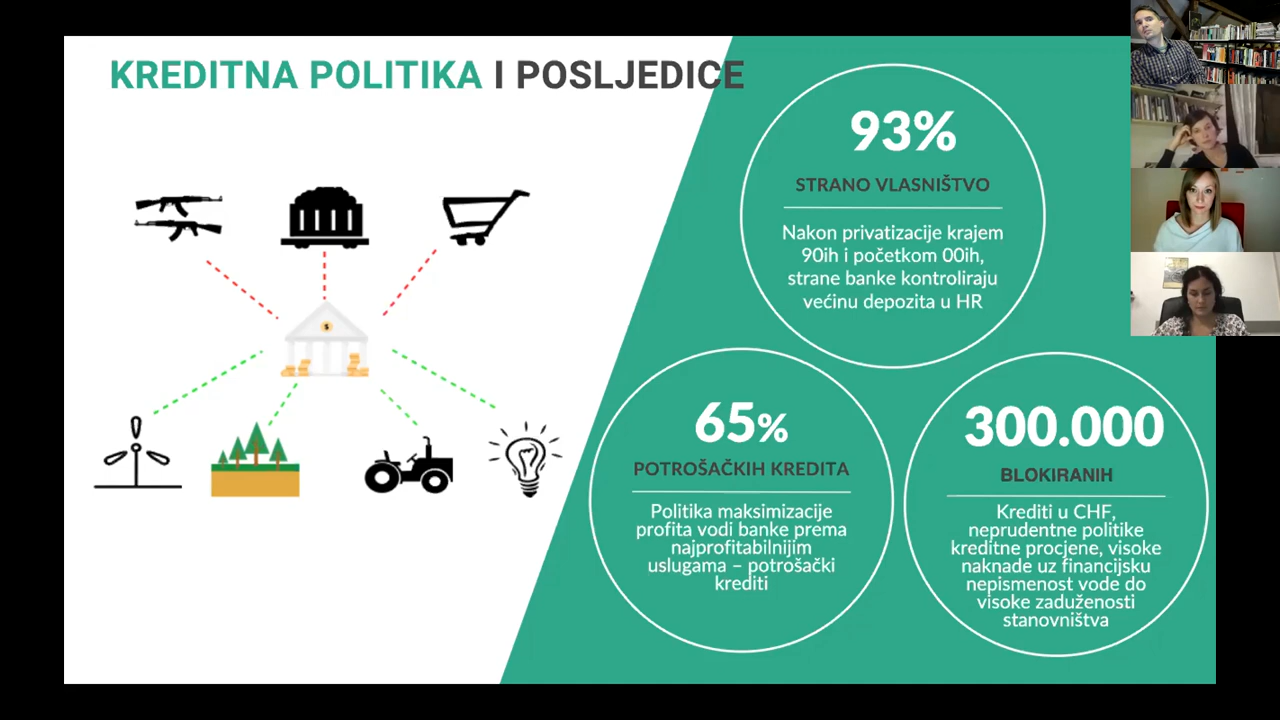 KREDITNA POLITIKA I POSLJEDICE
93%
STRANO VLASNIŠTVO
Nakon privatizacije krajem
90ih i početkom 00ih,
strane banke kontroliraju
većinu depozita u HR
65%
POTROŠAČKIH KREDITA
Politika maksimizacije
profita vodi banke prema
najprofitabilnijim
uslugama – potrošački
krediti
300.000
BLOKIRANIH
Krediti u CHF,
neprudentne politike
kreditne procjene, visoke
naknade uz financijsku
nepismenost vode do
visoke zaduženosti
stanovništva
$